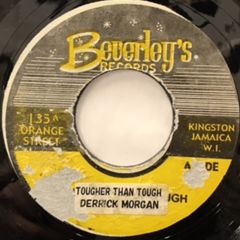 Beverley's
RECORDS
135A
ORANGE
STREET
KINGSTON
JAMAICA
W.I.
TOUGHER THAN TOUGH
DERRICK MORGAN